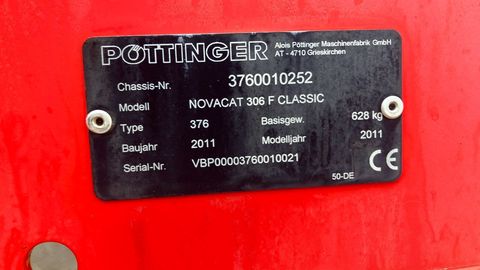 PÖTTINGER Alois Pöttinger Maschinenfabrik GmbH
AT - 4710 Grieskirchen
Chassis-Nr. 3760010252
Modell NOVACAT 306 F CLASSIC
Type 376 Basisgew. 628 kg
Baujahr 2011 Modelljahr 2011
Serial-Nr. VBP00003760010021 CE
50-DE